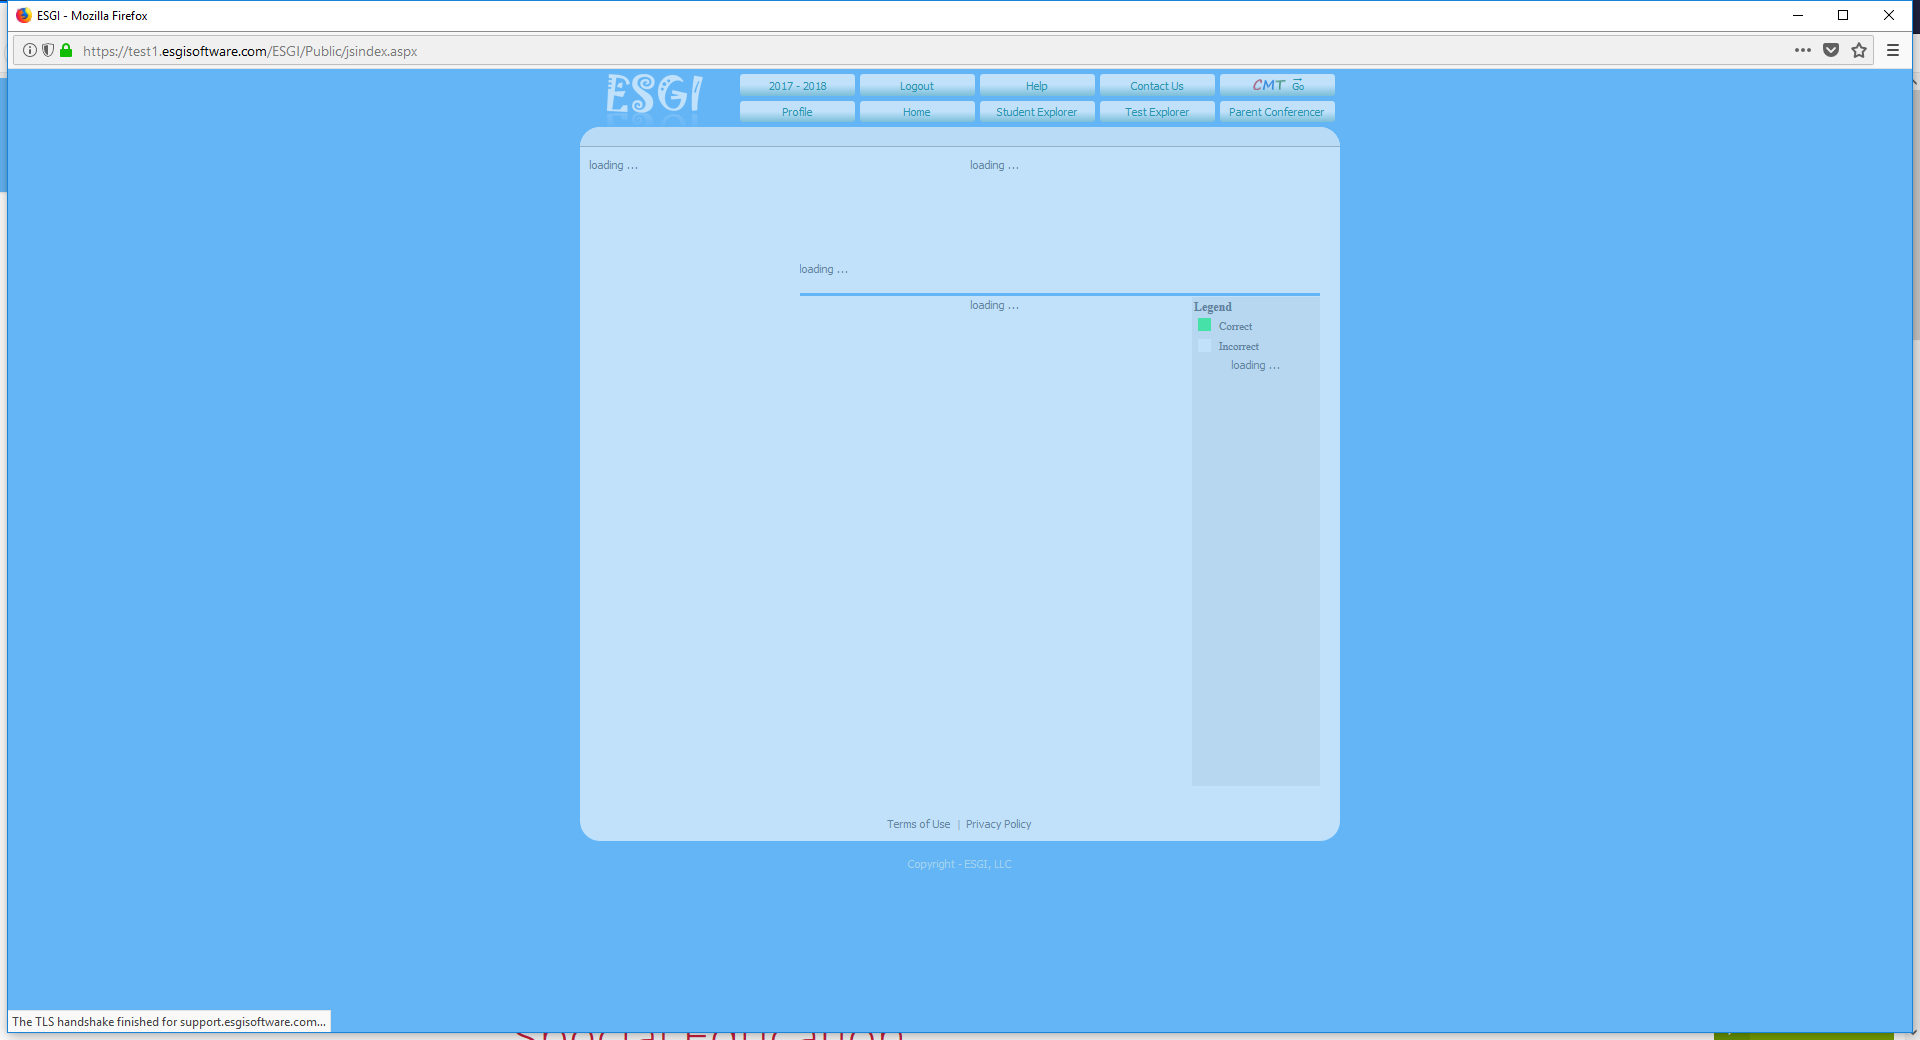 ESGI - Mozilla Firefox
https://test1.esgisoftware.com/ESGI/Public/jsindex.aspx
ESGI
2017 - 2018 Logout Help Contact Us CMT Go
Profile Home Student Explorer Test Explorer Parent Conferencer
loading ... loading ...
loading ...
loading ... Legend
Correct
Incorrect
loading ...
Terms of Use | Privacy Policy
Copyright - ESGI, LLC
The TLS handshake finished for support.esgisoftware.com...
Special Education